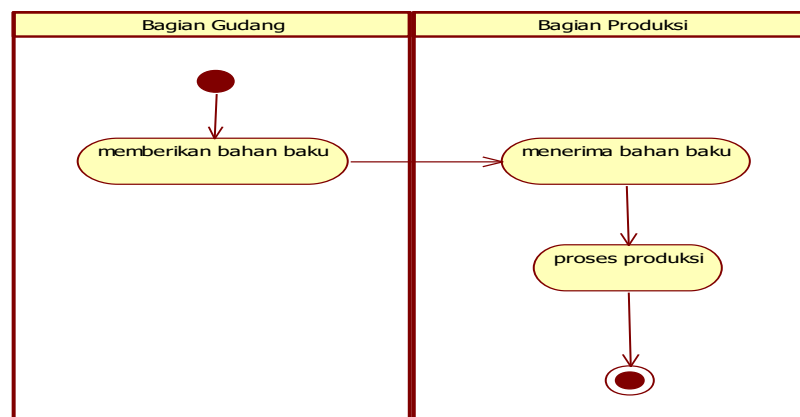 Bagian Gudang
Bagian Produksi
memberikan bahan baku
menerima bahan baku
proses produksi